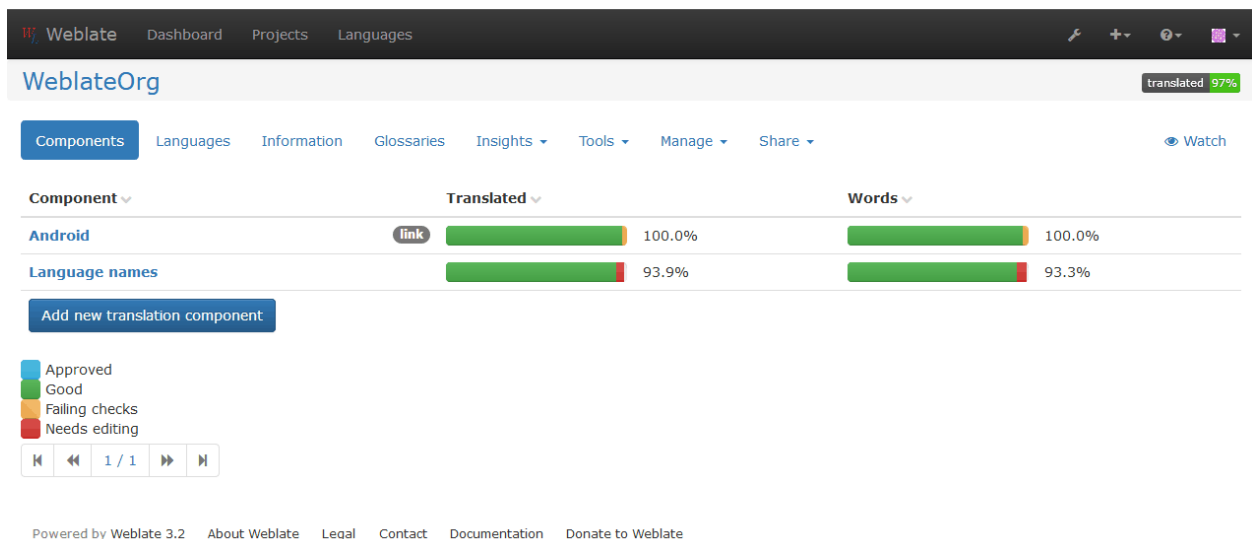 Weblate Dashboard Projects Languages
WeblateOrg translated 97%
Components Languages Information Glossaries Insights Tools Manage Share Watch
Component Translated Words
Android link 100.0% 100.0%
Language names 93.9% 93.3%
Add new translation component
Approved
Good
Failing checks
Needs editing
1 / 1
Powered by Weblate 3.2 About Weblate Legal Contact Documentation Donate to Weblate